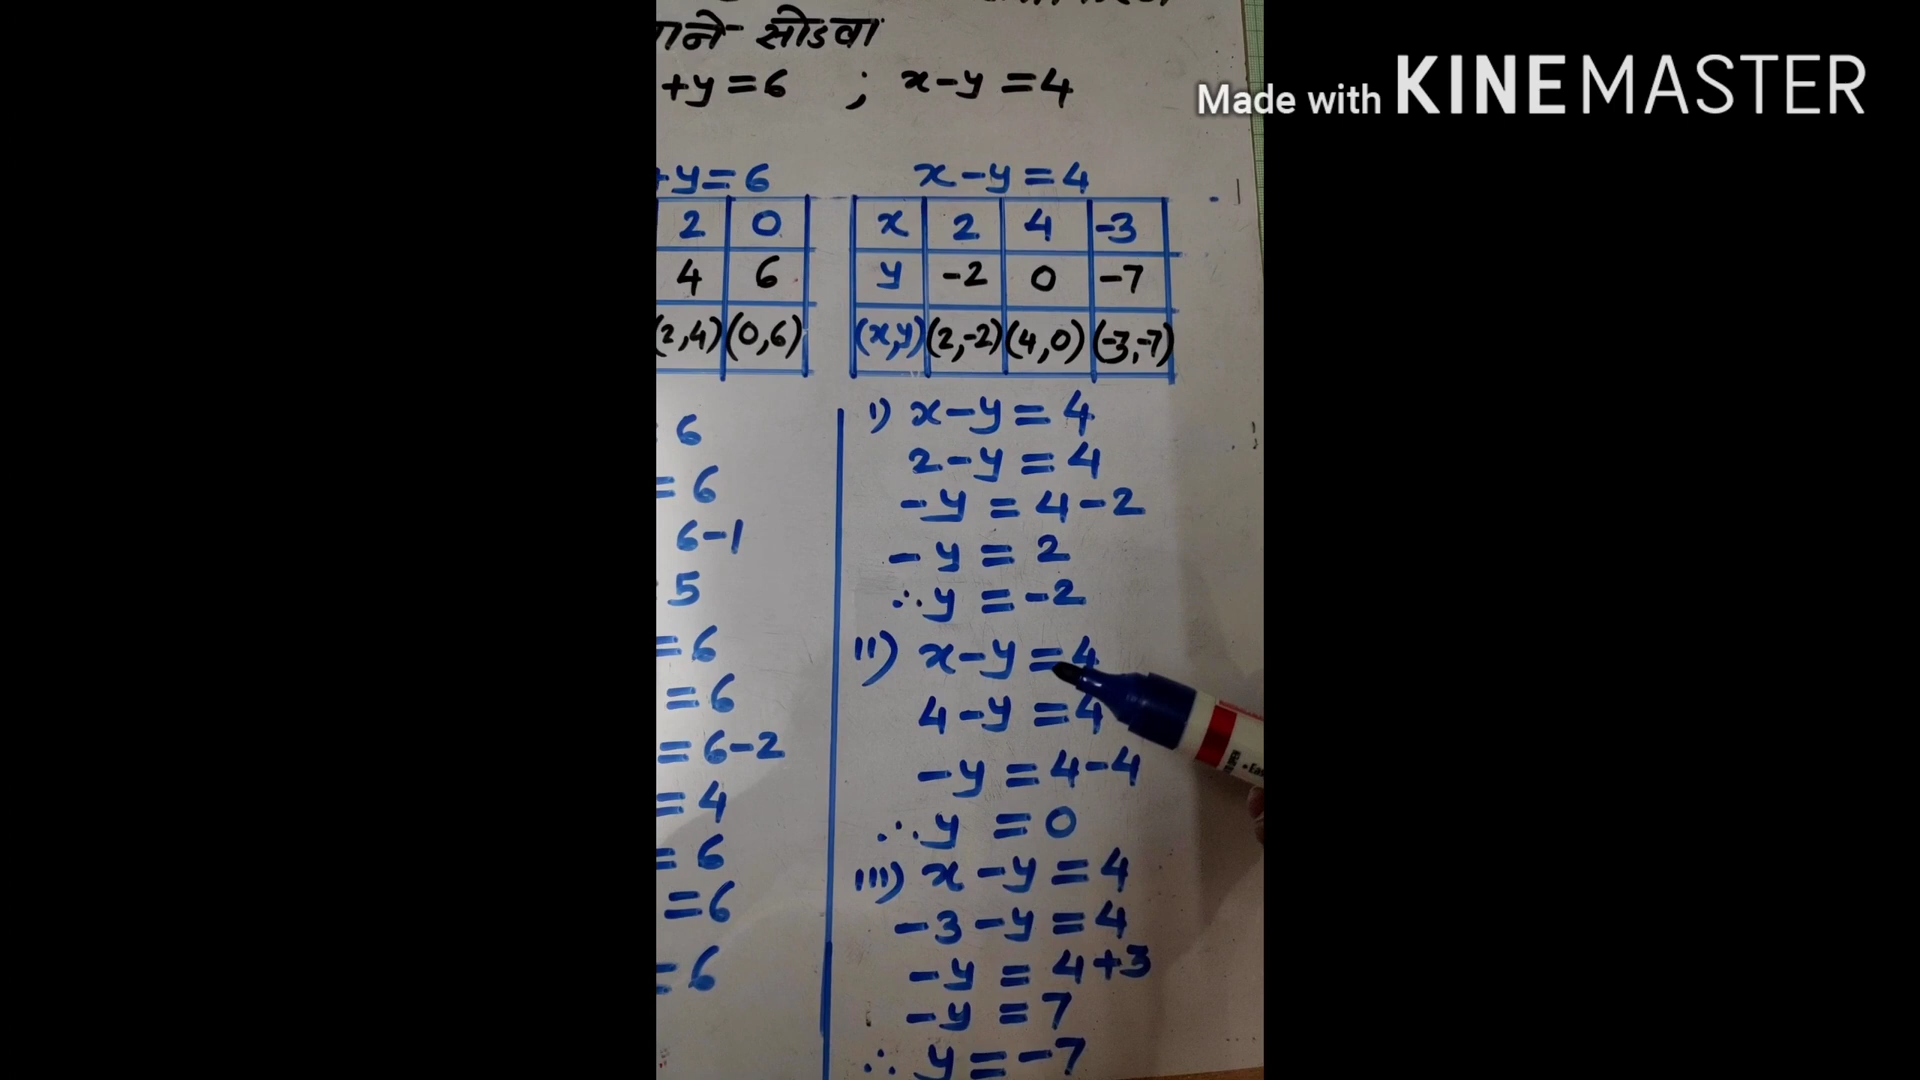 सोडवा
+y=6 ; x-y=4
+y=6
2 0
4 6
(2,4) (0,6)
x-y=4
x 2 4 -3
y -2 0 -7
(x,y) (2,-2) (4,0) (-3,-7)
6
= 6
6-1
5
=6
=6
=6-2
=4
=6
=6
=6
i) x-y=4
2-y=4
-y=4-2
-y=2
∴y=-2
ii) x-y=4
4-y=4
-y=4-4
∴y=0
iii) x-y=4
-3-y=4
-y=4+3
-y=7
∴y=-7
Made with KINEMASTER